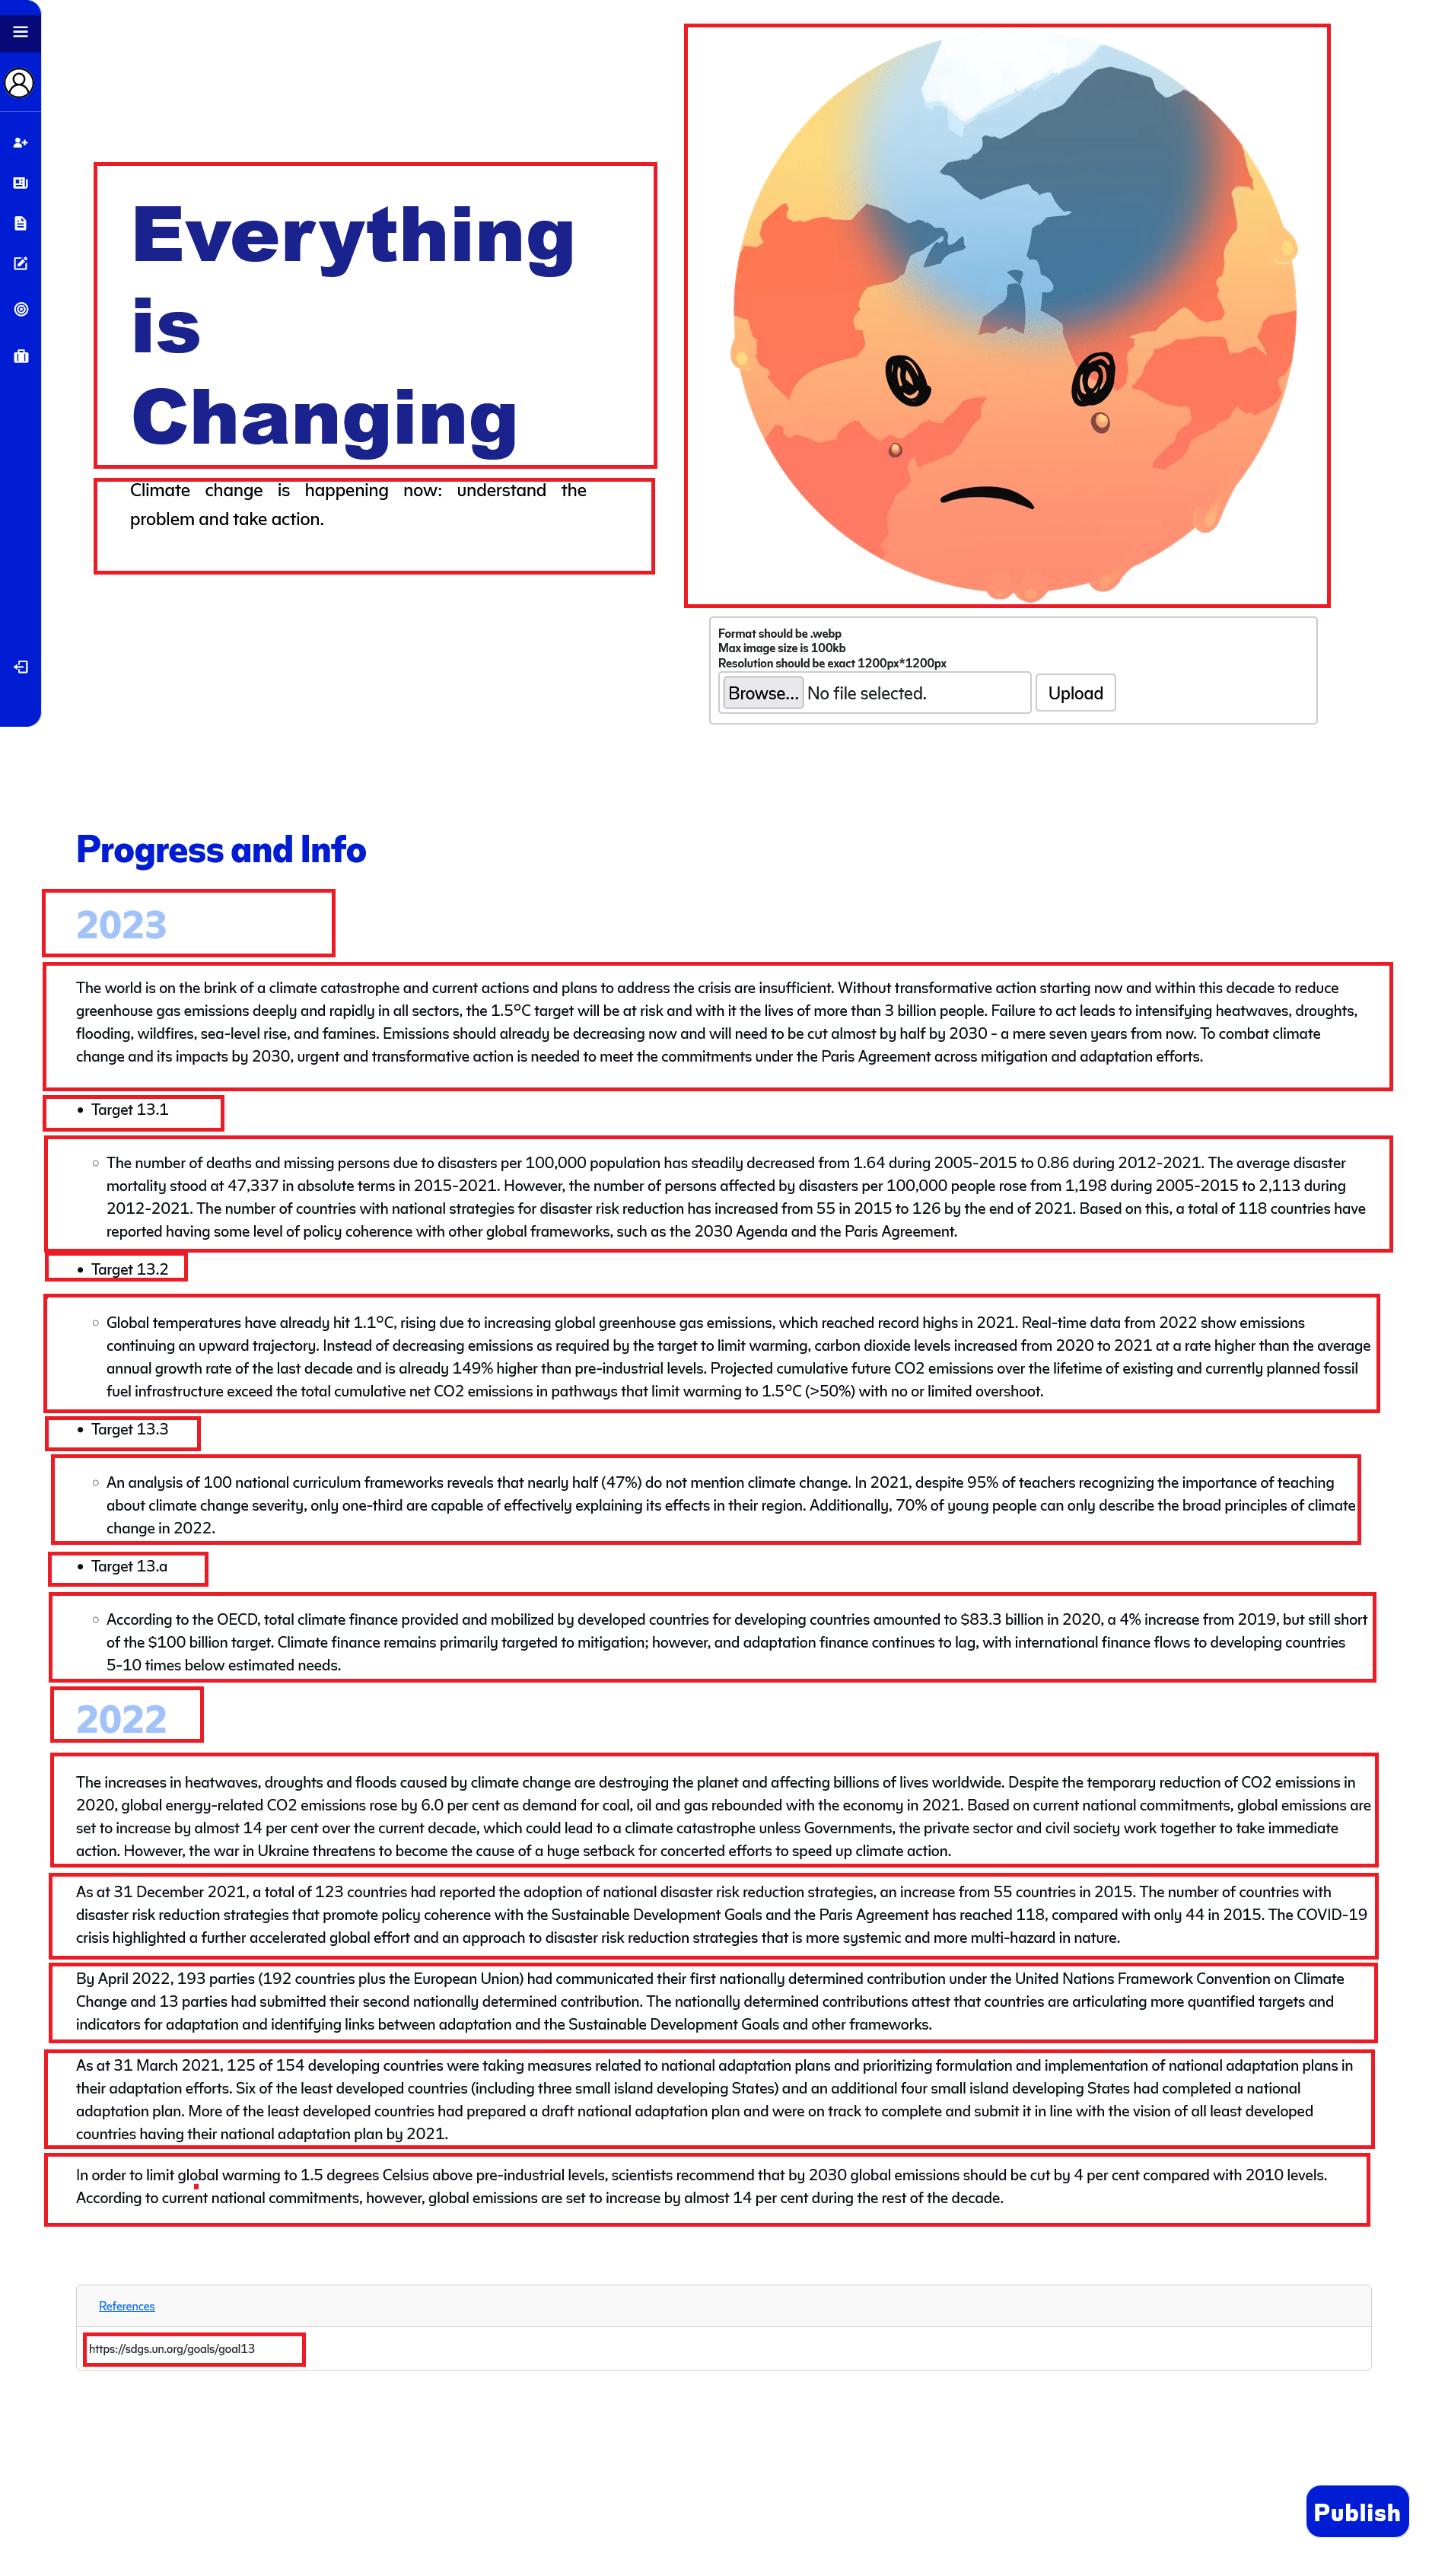 Everything
is
Changing
Climate change is happening now: understand the
problem and take action.
Format should be .webp
Max image size is 100kb
Resolution should be exact 1200px*1200px
Browse... No file selected. Upload
Progress and Info
2023
The world is on the brink of a climate catastrophe and current actions and plans to address the crisis are insufficient. Without transformative action starting now and within this decade to reduce
greenhouse gas emissions deeply and rapidly in all sectors, the 1.5°C target will be at risk and with it the lives of more than 3 billion people. Failure to act leads to intensifying heatwaves, droughts,
flooding, wildfires, sea-level rise, and famines. Emissions should already be decreasing now and will need to be cut almost by half by 2030 - a mere seven years from now. To combat climate
change and its impacts by 2030, urgent and transformative action is needed to meet the commitments under the Paris Agreement across mitigation and adaptation efforts.
• Target 13.1
○ The number of deaths and missing persons due to disasters per 100,000 population has steadily decreased from 1.64 during 2005-2015 to 0.86 during 2012-2021. The average disaster
mortality stood at 47,337 in absolute terms in 2015-2021. However, the number of persons affected by disasters per 100,000 people rose from 1,198 during 2005-2015 to 2,113 during
2012-2021. The number of countries with national strategies for disaster risk reduction has increased from 55 in 2015 to 126 by the end of 2021. Based on this, a total of 118 countries have
reported having some level of policy coherence with other global frameworks, such as the 2030 Agenda and the Paris Agreement.
• Target 13.2
○ Global temperatures have already hit 1.1°C, rising due to increasing global greenhouse gas emissions, which reached record highs in 2021. Real-time data from 2022 show emissions
continuing an upward trajectory. Instead of decreasing emissions as required by the target to limit warming, carbon dioxide levels increased from 2020 to 2021 at a rate higher than the average
annual growth rate of the last decade and is already 149% higher than pre-industrial levels. Projected cumulative future CO2 emissions over the lifetime of existing and currently planned fossil
fuel infrastructure exceed the total cumulative net CO2 emissions in pathways that limit warming to 1.5°C (>50%) with no or limited overshoot.
• Target 13.3
○ An analysis of 100 national curriculum frameworks reveals that nearly half (47%) do not mention climate change. In 2021, despite 95% of teachers recognizing the importance of teaching
about climate change severity, only one-third are capable of effectively explaining its effects in their region. Additionally, 70% of young people can only describe the broad principles of climate
change in 2022.
• Target 13.a
○ According to the OECD, total climate finance provided and mobilized by developed countries for developing countries amounted to $83.3 billion in 2020, a 4% increase from 2019, but still short
of the $100 billion target. Climate finance remains primarily targeted to mitigation; however, and adaptation finance continues to lag, with international finance flows to developing countries
5-10 times below estimated needs.
2022
The increases in heatwaves, droughts and floods caused by climate change are destroying the planet and affecting billions of lives worldwide. Despite the temporary reduction of CO2 emissions in
2020, global energy-related CO2 emissions rose by 6.0 per cent as demand for coal, oil and gas rebounded with the economy in 2021. Based on current national commitments, global emissions are
set to increase by almost 14 per cent over the current decade, which could lead to a climate catastrophe unless Governments, the private sector and civil society work together to take immediate
action. However, the war in Ukraine threatens to become the cause of a huge setback for concerted efforts to speed up climate action.
As at 31 December 2021, a total of 123 countries had reported the adoption of national disaster risk reduction strategies, an increase from 55 countries in 2015. The number of countries with
disaster risk reduction strategies that promote policy coherence with the Sustainable Development Goals and the Paris Agreement has reached 118, compared with only 44 in 2015. The COVID-19
crisis highlighted a further accelerated global effort and an approach to disaster risk reduction strategies that is more systemic and more multi-hazard in nature.
By April 2022, 193 parties (192 countries plus the European Union) had communicated their first nationally determined contribution under the United Nations Framework Convention on Climate
Change and 13 parties had submitted their second nationally determined contribution. The nationally determined contributions attest that countries are articulating more quantified targets and
indicators for adaptation and identifying links between adaptation and the Sustainable Development Goals and other frameworks.
As at 31 March 2021, 125 of 154 developing countries were taking measures related to national adaptation plans and prioritizing formulation and implementation of national adaptation plans in
their adaptation efforts. Six of the least developed countries (including three small island developing States) and an additional four small island developing States had completed a national
adaptation plan. More of the least developed countries had prepared a draft national adaptation plan and were on track to complete and submit it in line with the vision of all least developed
countries having their national adaptation plan by 2021.
In order to limit global warming to 1.5 degrees Celsius above pre-industrial levels, scientists recommend that by 2030 global emissions should be cut by 4 per cent compared with 2010 levels.
According to current national commitments, however, global emissions are set to increase by almost 14 per cent during the rest of the decade.
References
https://sdgs.un.org/goals/goal13
Publish